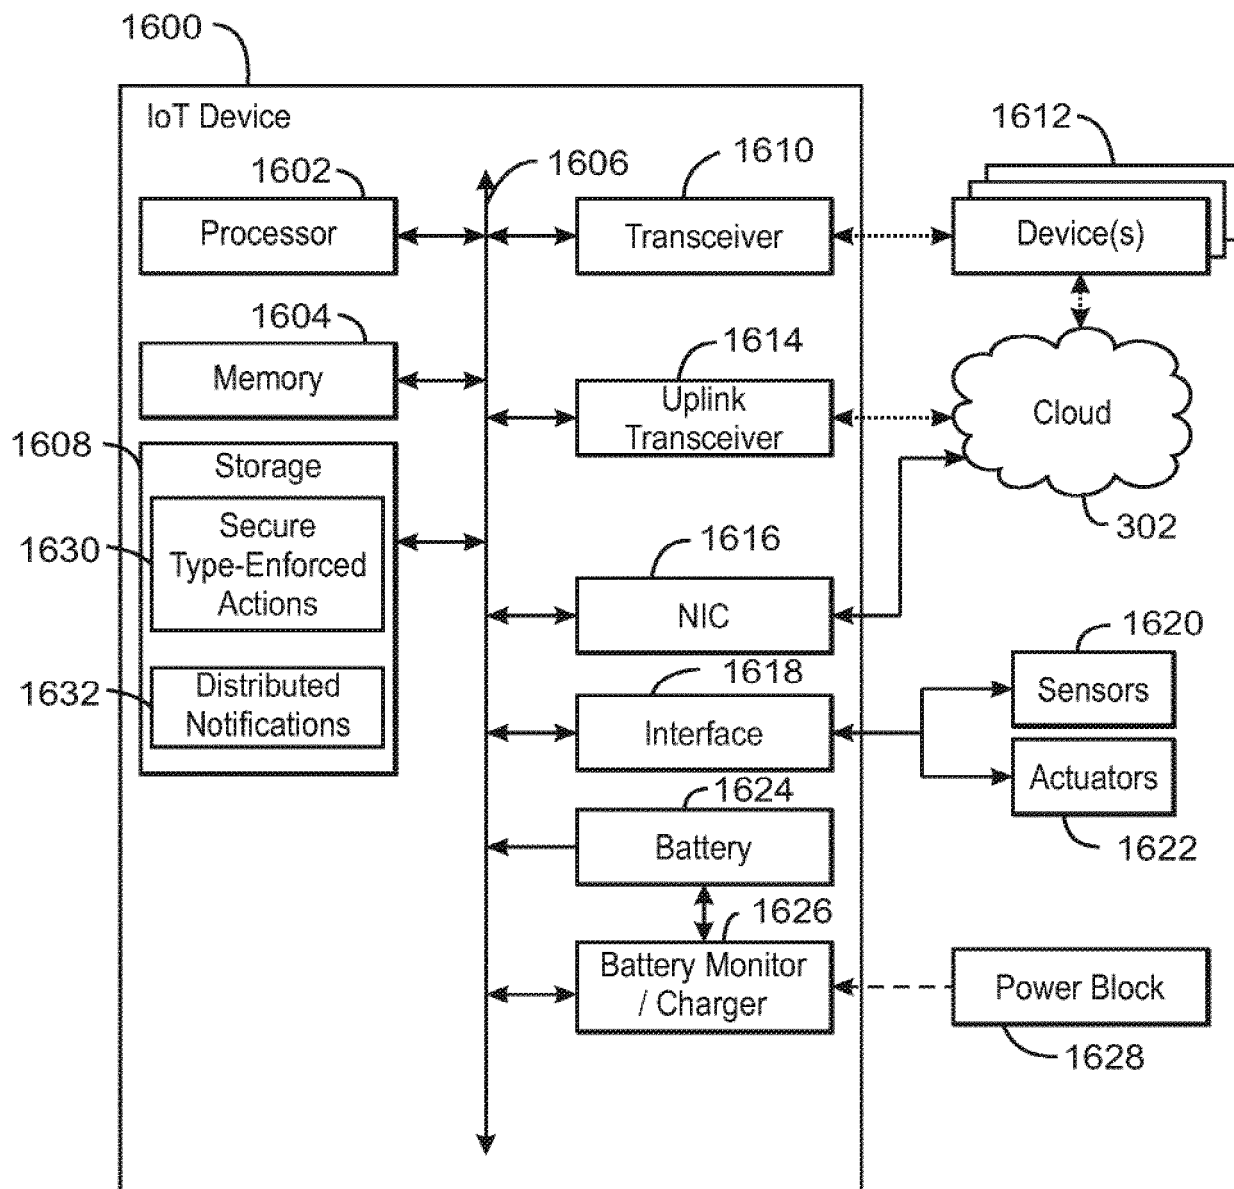 1600
IoT Device
1602
1606
1610
1612
Processor
Transceiver
Device(s)
1604
1614
Memory
Uplink
Transceiver
Cloud
1608
Storage
302
1630
Secure
Type-Enforced
Actions
1616
NIC
1620
Sensors
1632
Distributed
Notifications
1618
Interface
Actuators
1622
1624
Battery
1626
Battery Monitor
/ Charger
Power Block
1628